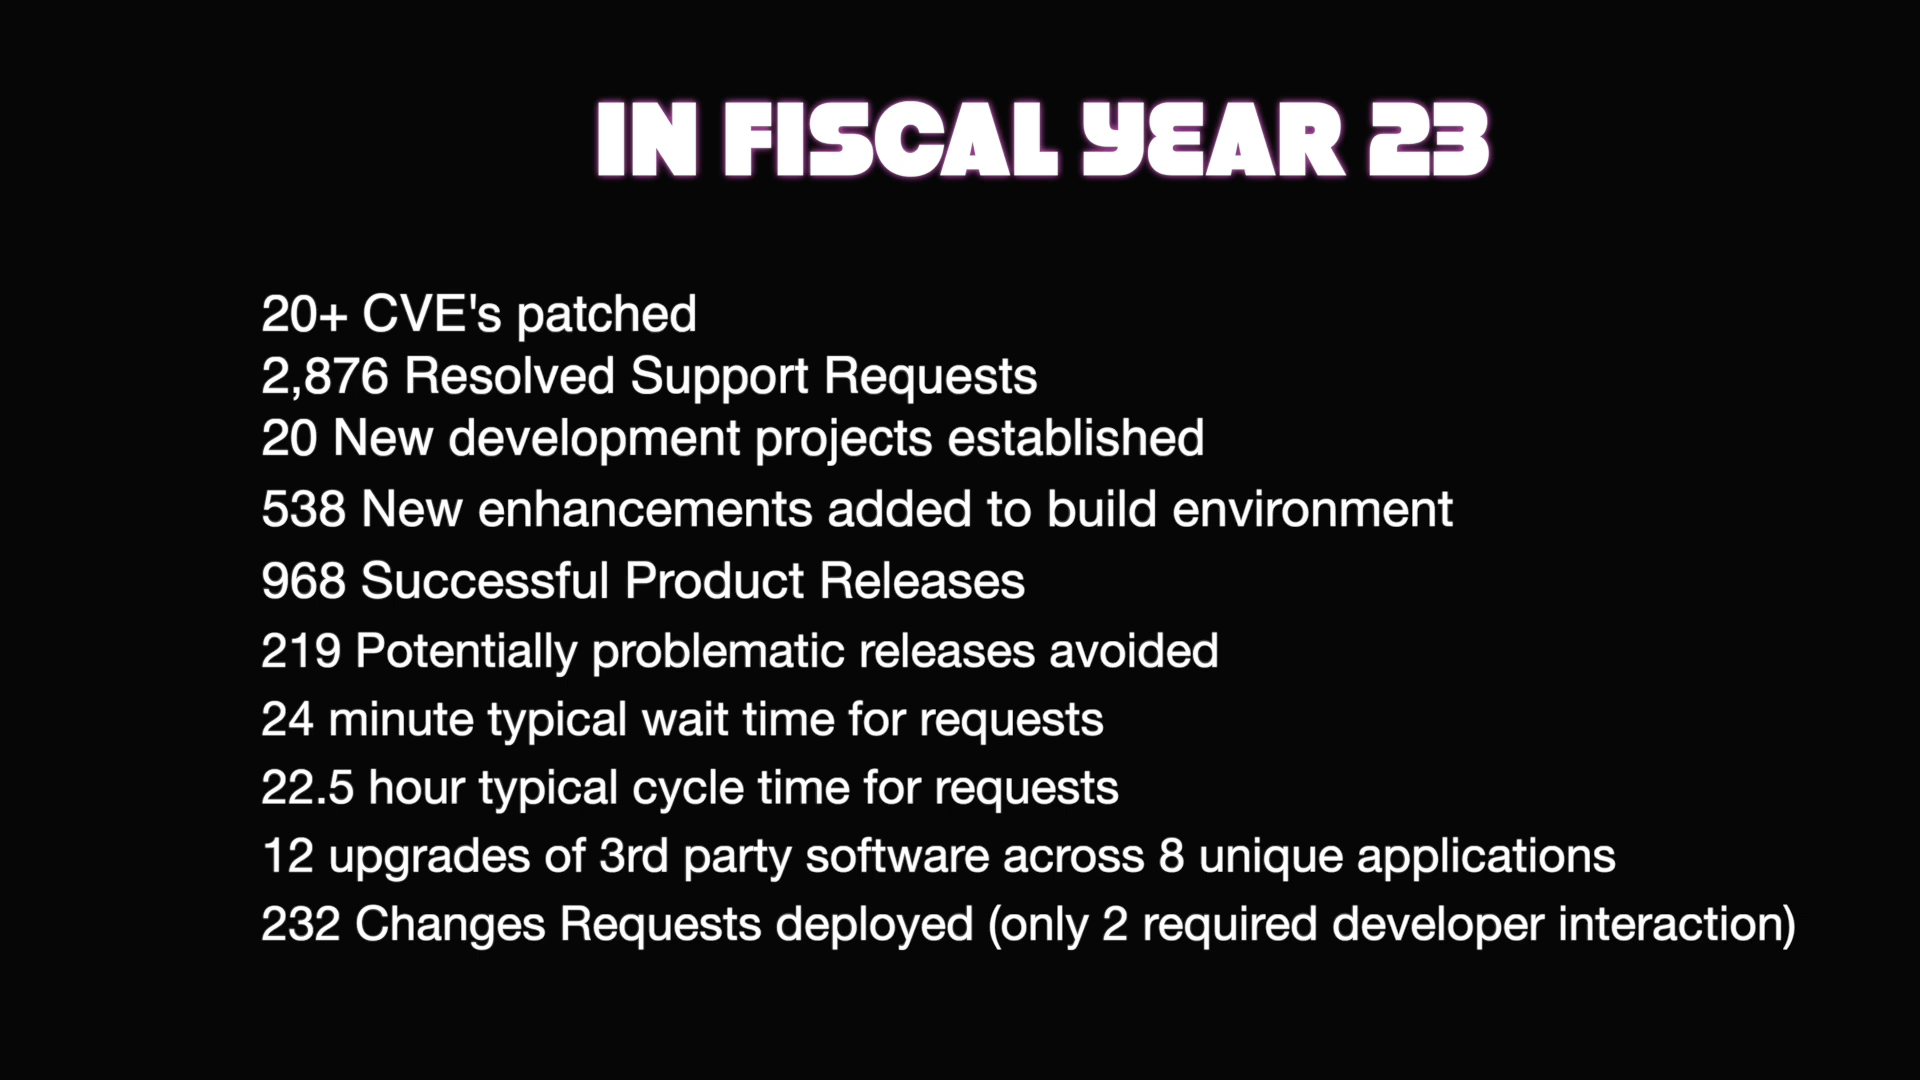 IN FISCAL YEAR 23
20+ CVE's patched
2,876 Resolved Support Requests
20 New development projects established
538 New enhancements added to build environment
968 Successful Product Releases
219 Potentially problematic releases avoided
24 minute typical wait time for requests
22.5 hour typical cycle time for requests
12 upgrades of 3rd party software across 8 unique applications
232 Changes Requests deployed (only 2 required developer interaction)